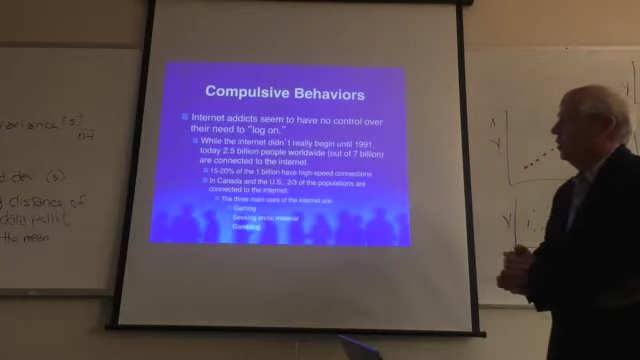 Compulsive Behaviors
Internet addicts seem to have no control over
their need to "log on."
While the internet didn't really begin until 1991,
today 2.5 billion people worldwide (out of 7 billion)
are connected to the internet.
15-20% of the 1 billion have high-speed connections.
In Canada and the U.S., 2/3 of the populations are
connected to the internet.
The three main uses of the internet are:
Gaming
Seeking erotic material
Gambling
variance (s)²
n-1
(s)
distance of
data point
the mean
Y
Y